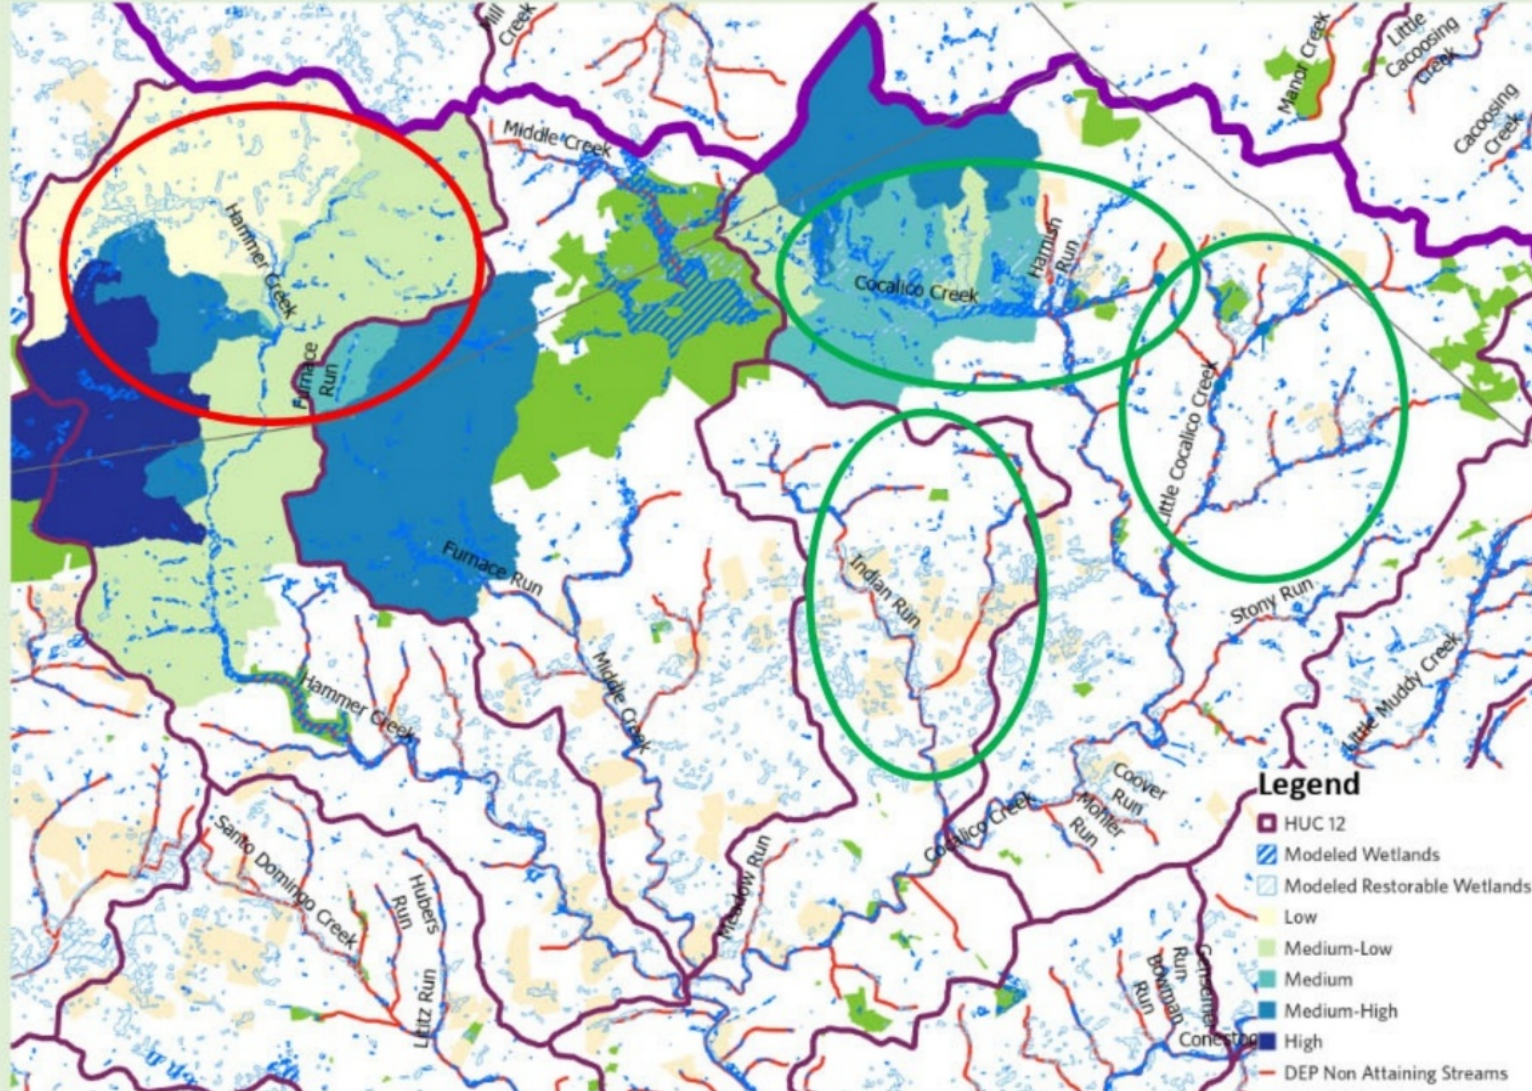 Mill
Creek
Manor Creek
Little
Cacoosing
Creek
Cacoosing
Creek
Middle Creek
Hammer Creek
Furnace
Run
Cocalico Creek
Hamish
Run
Little Cocalico Creek
Furnace Run
Indian Run
Stony Run
Middle Creek
Hammer Creek
Little Muddy Creek
Coover
Run
Mohler
Run
Cocalico Creek
Meadow Run
Santo Domingo Creek
Hubers
Run
Lititz Run
Bowman
Run
Run
Legend
HUC 12
Modeled Wetlands
Modeled Restorable Wetlands
Low
Medium-Low
Medium
Medium-High
High
DEP Non Attaining Streams